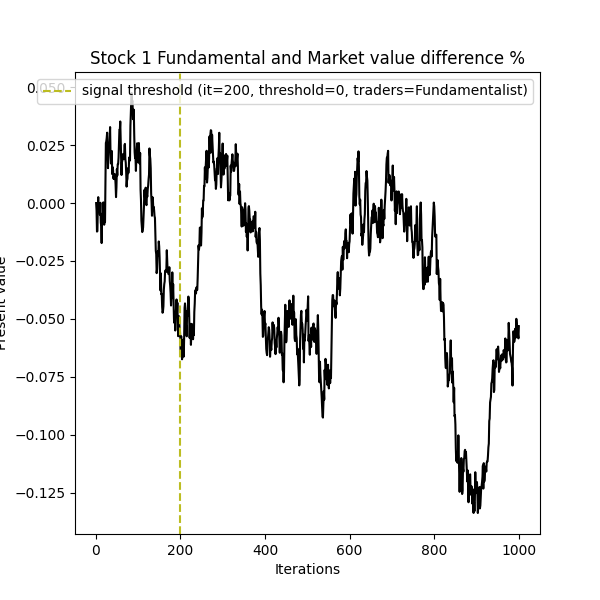 Stock 1 Fundamental and Market value difference %
signal threshold (it=200, threshold=0, traders=Fundamentalist)
0.050
0.025
0.000
−0.025
−0.050
−0.075
−0.100
−0.125
Present value
0 200 400 600 800 1000
Iterations